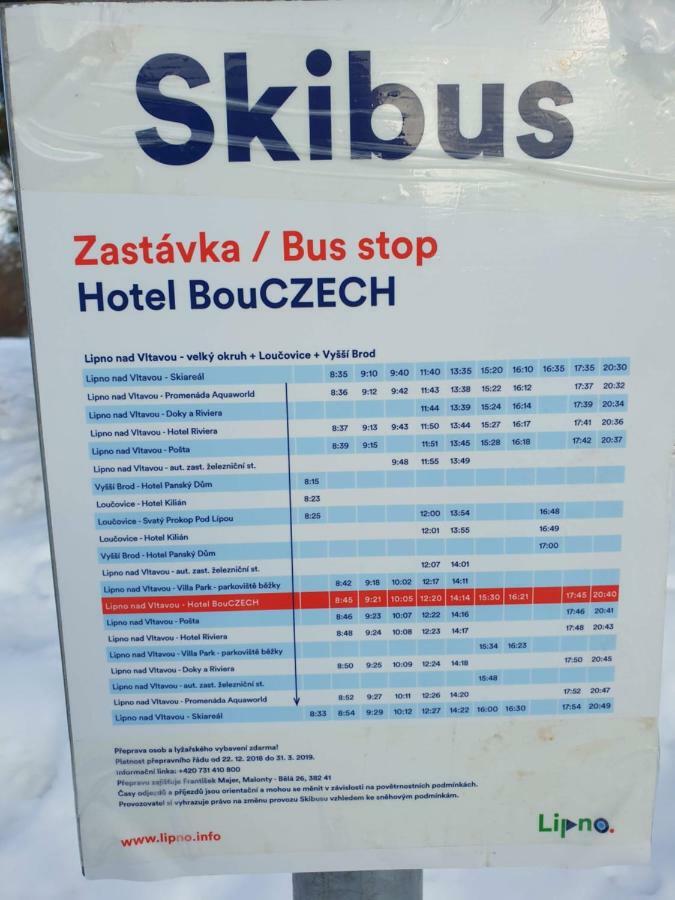 Skibus
Zastávka / Bus stop
Hotel BouCZECH
Lipno nad Vltavou - velký okruh + Loučovice + Vyšší Brod
Lipno nad Vltavou - Skiareál 8:35 9:10 9:40 11:40 13:35 15:20 16:10 16:35 17:35 20:30
Lipno nad Vltavou - Promenáda Aquaworld 8:36 9:12 9:42 11:43 13:38 15:22 16:12 17:37 20:32
Lipno nad Vltavou - Doky a Riviera 11:44 13:39 15:24 16:14 17:39 20:34
Lipno nad Vltavou - Hotel Riviera 8:37 9:13 9:43 11:50 13:44 15:27 16:17 17:41 20:36
Lipno nad Vltavou - Pošta 8:39 9:15 11:51 13:45 15:28 16:18 17:42 20:37
Lipno nad Vltavou - aut. zast. železniční st. 9:48 11:55 13:49
Vyšší Brod - Hotel Panský Dům 8:15
Loučovice - Hotel Kilián 8:23
Loučovice - Svatý Prokop Pod Lípou 8:25 12:00 13:54 16:48
Loučovice - Hotel Kilián 12:01 13:55 16:49
Vyšší Brod - Hotel Panský Dům 17:00
Lipno nad Vltavou - aut. zast. železniční st. 12:07 14:01
Lipno nad Vltavou - Villa Park - parkoviště běžky 8:42 9:18 10:02 12:17 14:11
Lipno nad Vltavou - Hotel BouCZECH 8:45 9:21 10:05 12:20 14:14 15:30 16:21 17:45 20:40
Lipno nad Vltavou - Pošta 8:46 9:23 10:07 12:22 14:16 17:46 20:41
Lipno nad Vltavou - Hotel Riviera 8:48 9:24 10:08 12:23 14:17 17:48 20:43
Lipno nad Vltavou - Villa Park - parkoviště běžky 15:34 16:23
Lipno nad Vltavou - Doky a Riviera 8:50 9:25 10:09 12:24 14:18 17:50 20:45
Lipno nad Vltavou - aut. zast. železniční st. 15:48
Lipno nad Vltavou - Promenáda Aquaworld 8:52 9:27 10:11 12:26 14:20 17:52 20:47
Lipno nad Vltavou - Skiareál 8:33 8:54 9:29 10:12 12:27 14:22 16:00 16:30 17:54 20:49
Přeprava osob a lyžařského vybavení zdarma!
Platnost přepravního řádu od 22. 12. 2018 do 31. 3. 2019.
Informační linka: +420 731 410 800
Přepravu zajišťuje František Majer, Malonty - Bělá 26, 382 41
Časy odjezdů a příjezdů jsou orientační a mohou se měnit v závislosti na povětrnostních podmínkách.
Provozovatel si vyhrazuje právo na změnu provozu Skibusu vzhledem ke sněhovým podmínkám.
www.lipno.info
Lipno.